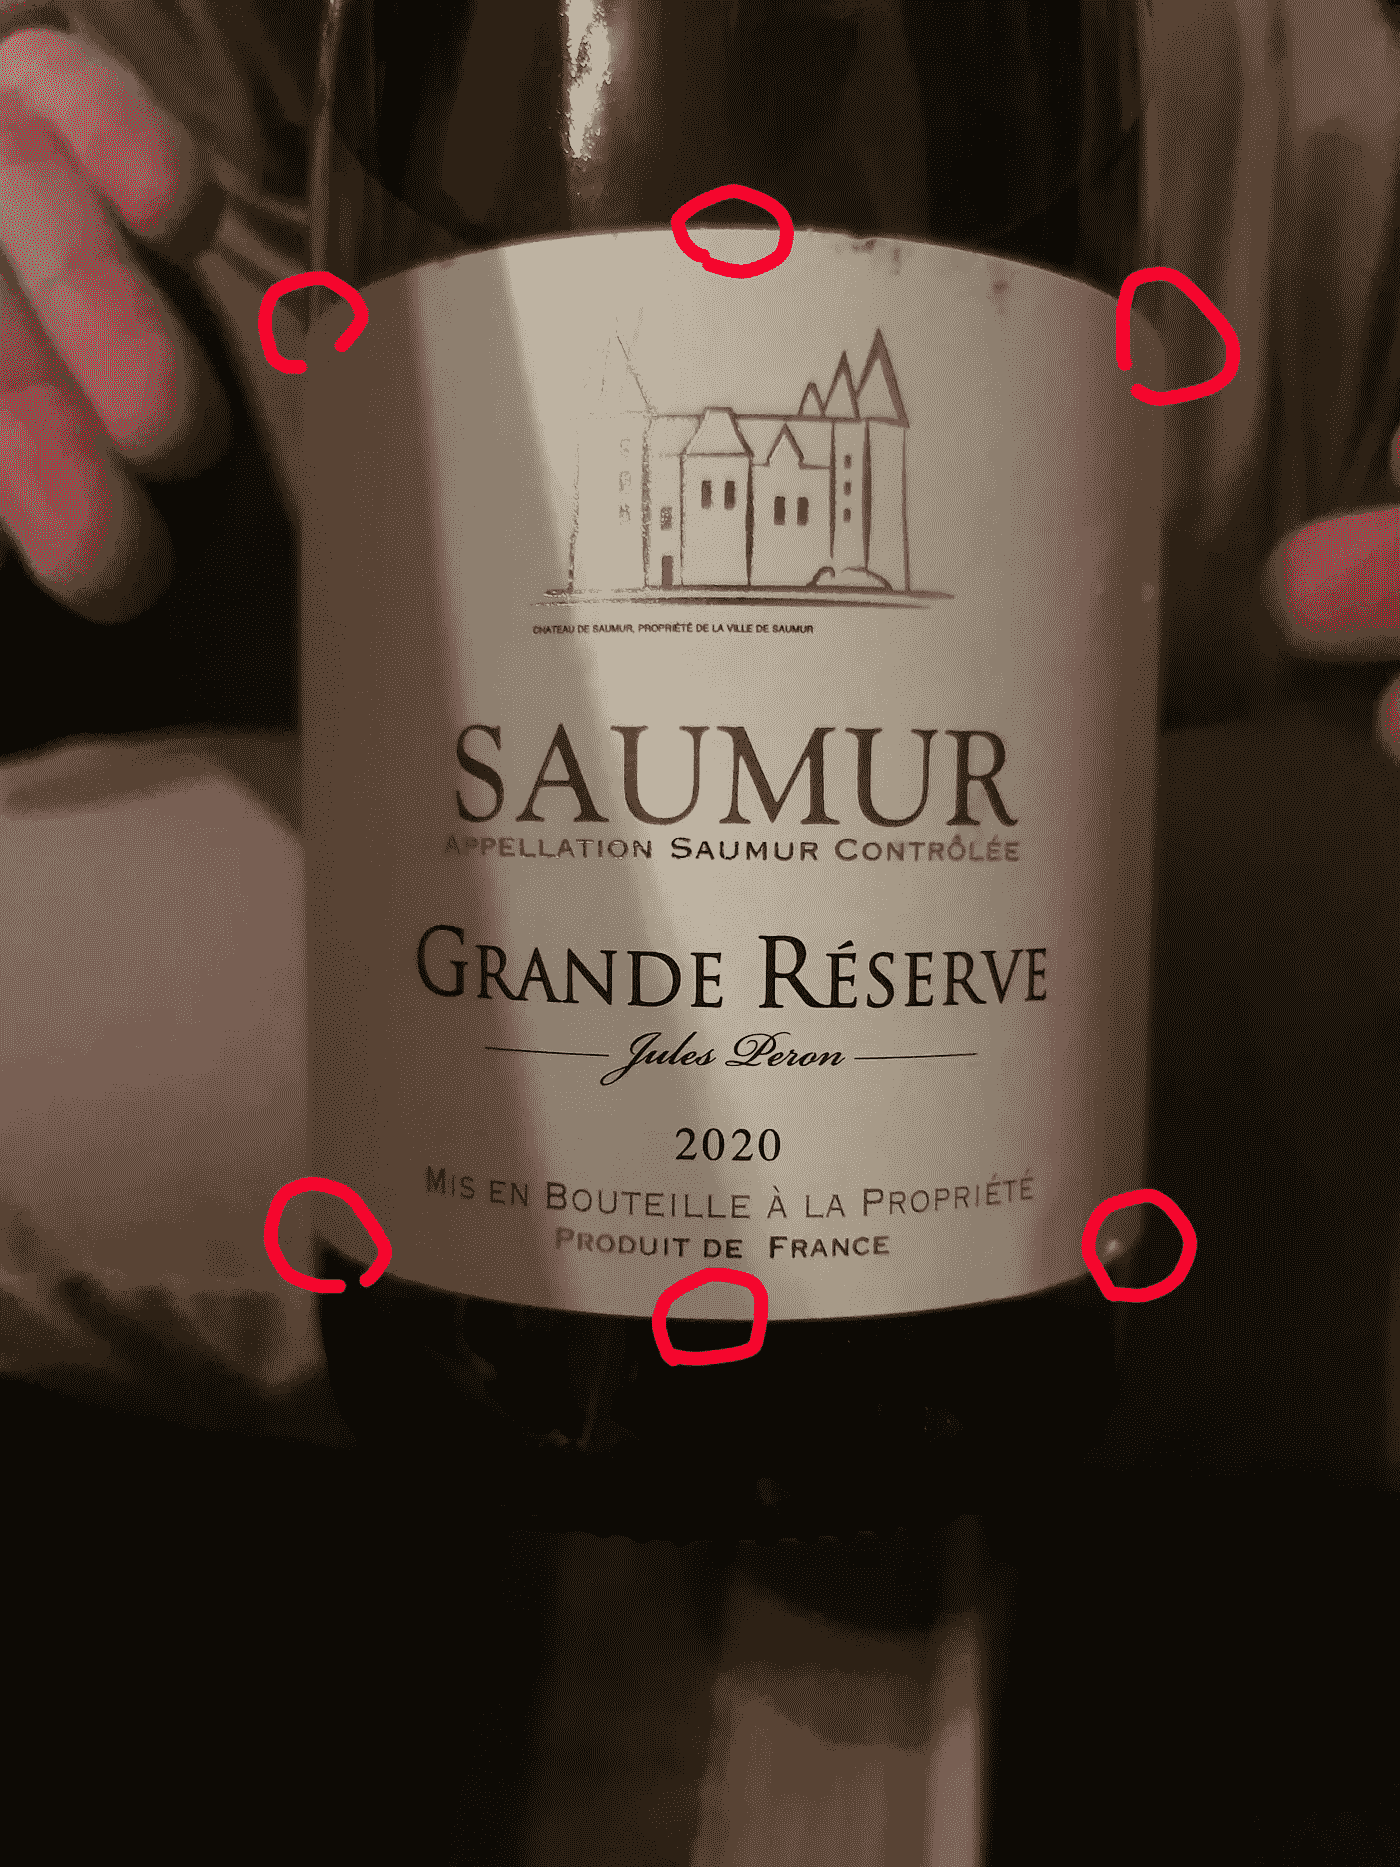 CHATEAU DE SAUMUR, PROPRIÉTÉ DE LA VILLE DE SAUMUR
SAUMUR
APPELLATION SAUMUR CONTRÔLÉE
GRANDE RÉSERVE
Jules Peron
2020
MIS EN BOUTEILLE À LA PROPRIÉTÉ
PRODUIT DE FRANCE